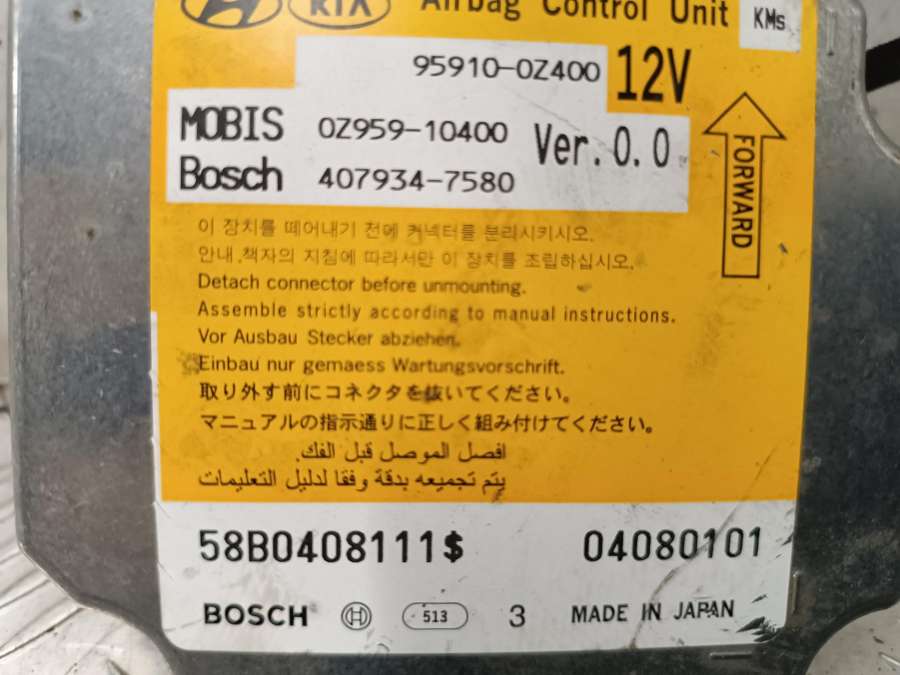 KIA Airbag Control Unit KMs
95910-0Z400 12V
MOBIS 0Z959-10400 Ver.0.0
Bosch 407934-7580
FORWARD
이 장치를 떼어내기 전에 커넥터를 분리시키시오.
안내 책자의 지침에 따라서만 이 장치를 조립하십시오.
Detach connector before unmounting.
Assemble strictly according to manual instructions.
Vor Ausbau Stecker abziehen.
Einbau nur gemaess Wartungsvorschrift.
取り外す前にコネクタを抜いてください。
マニュアルの指示通りに正しく組み付けてください。
افصل الموصل قبل الفك.
يتم تجميعه بدقة وفقا لدليل التعليمات
58B0408111$ 04080101
BOSCH 513 3 MADE IN JAPAN